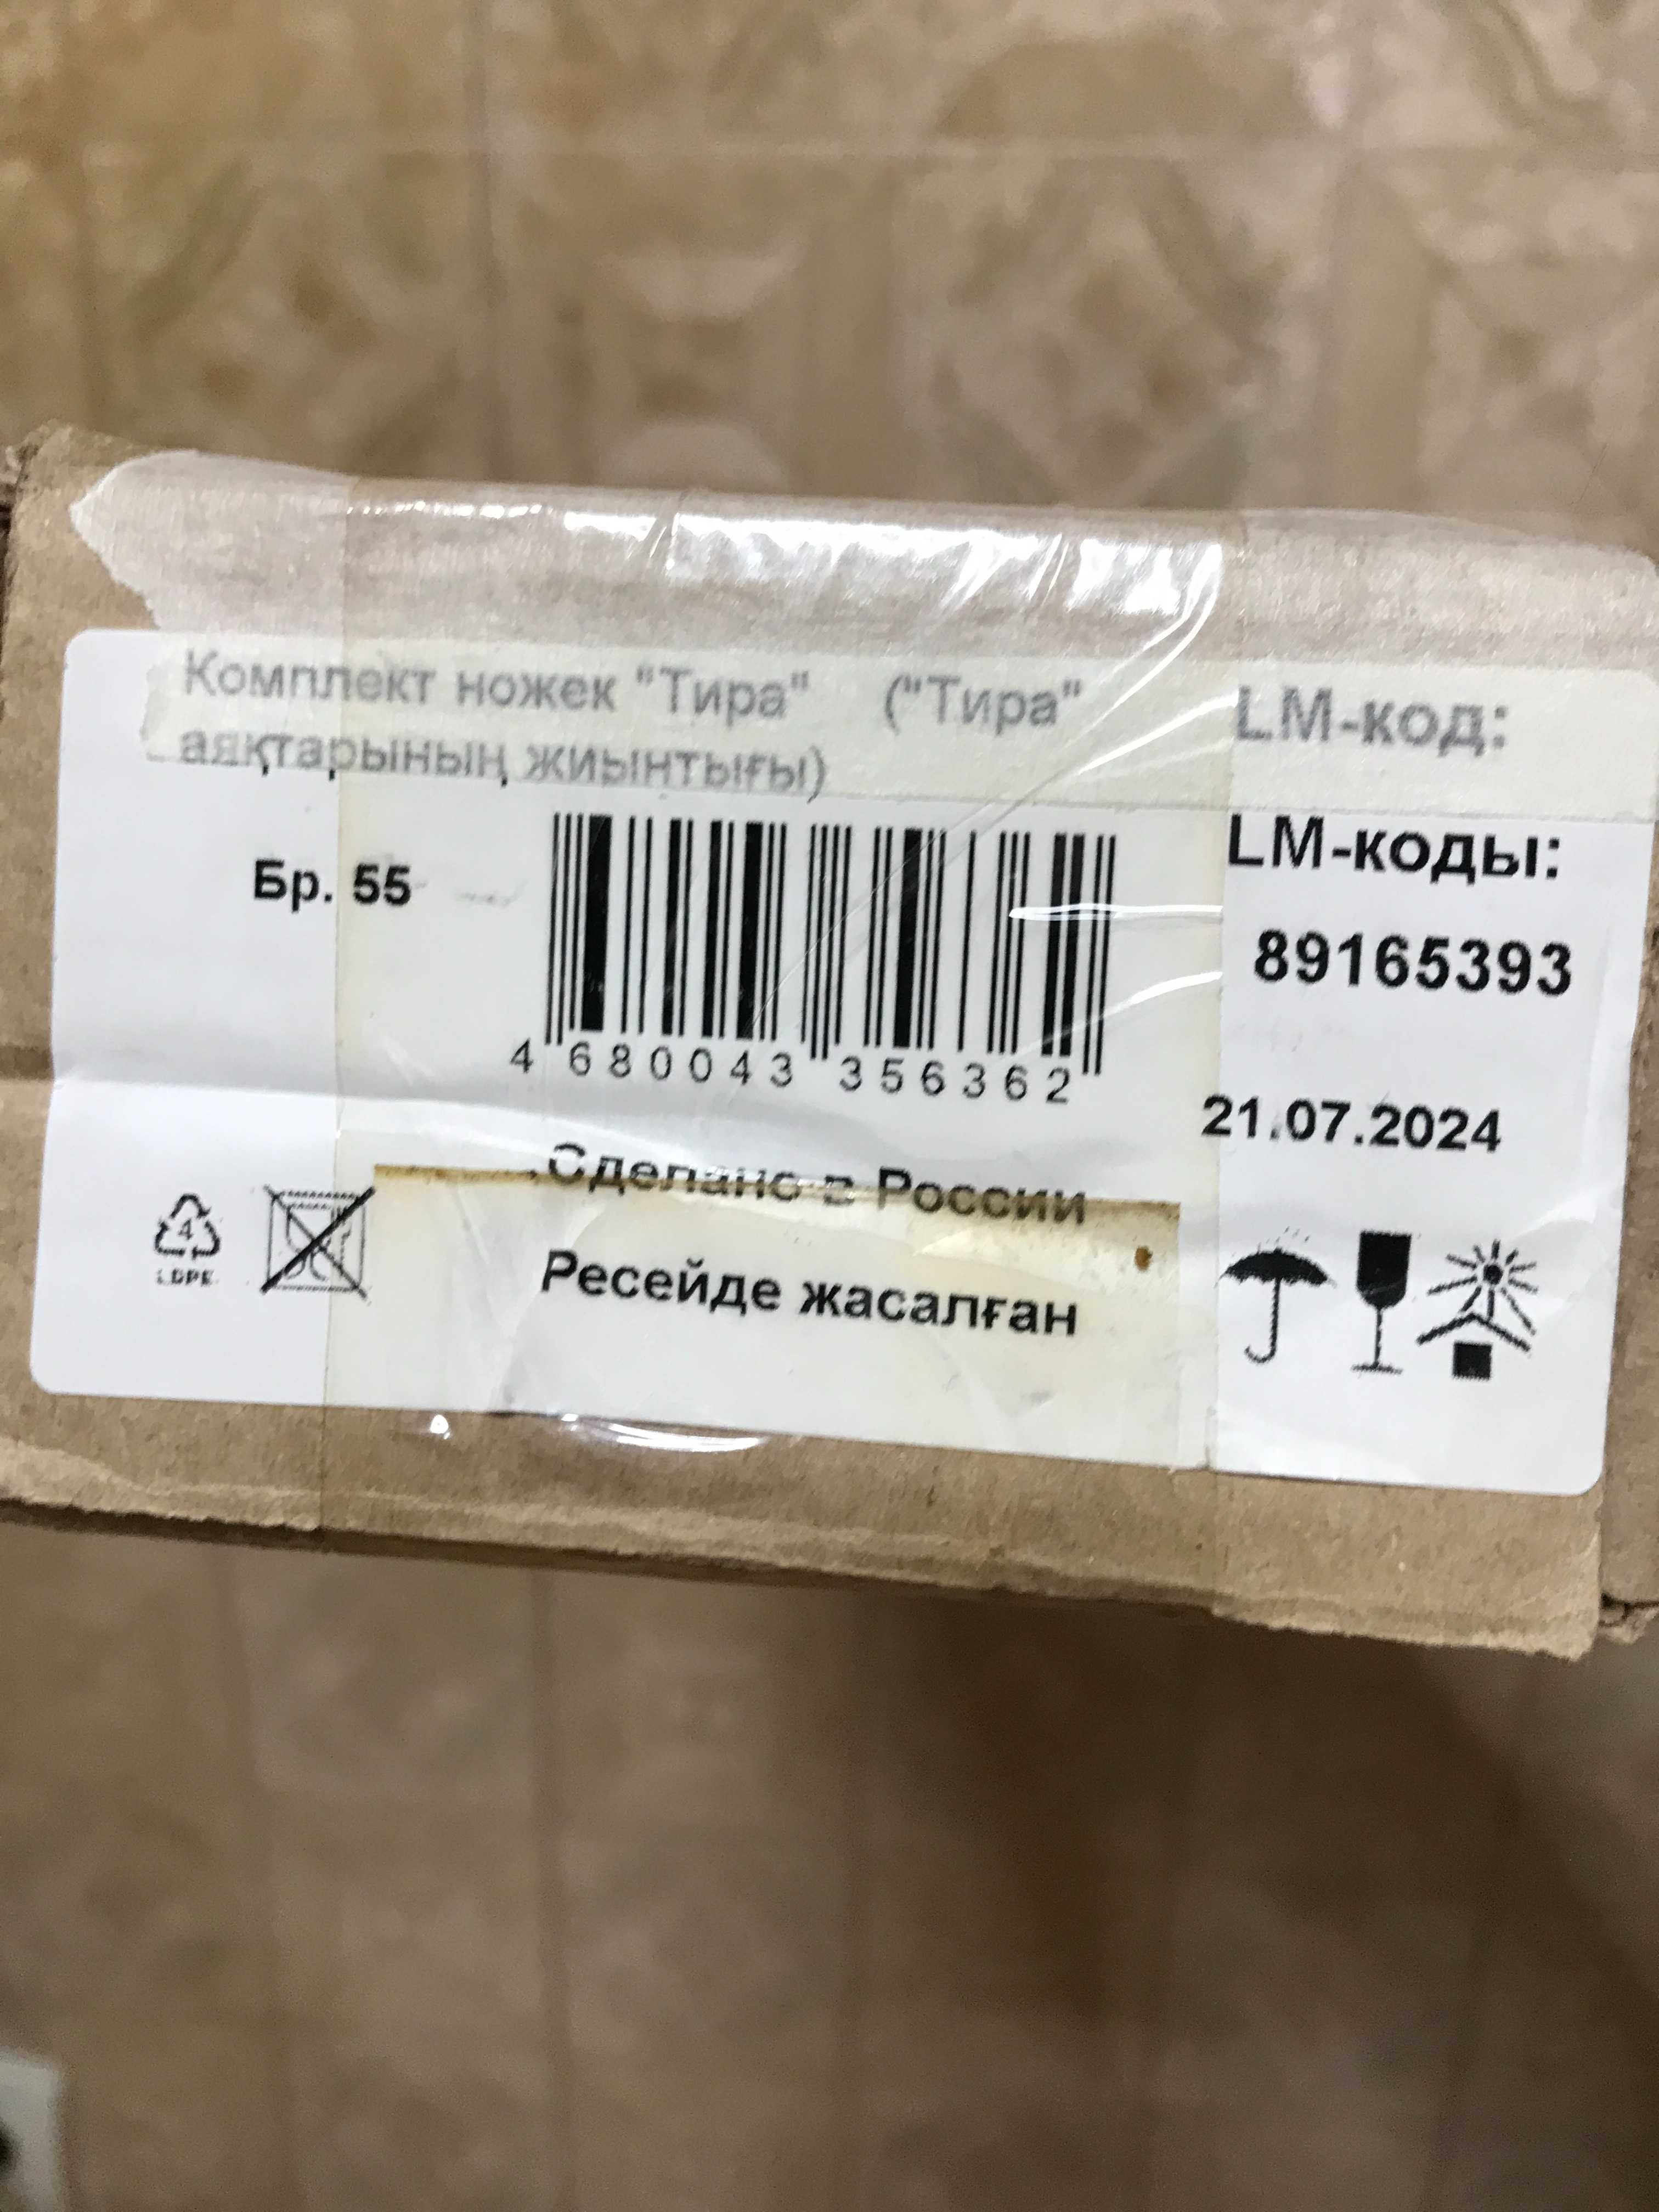 Комплект ножек "Тира" ("Тира"
аяқтарының жиынтығы)
LM-код:
LM-коды:
89165393
Бр. 55
4 680043 356362
21.07.2024
Сделано в России
Ресейде жасалған
4
LDPE